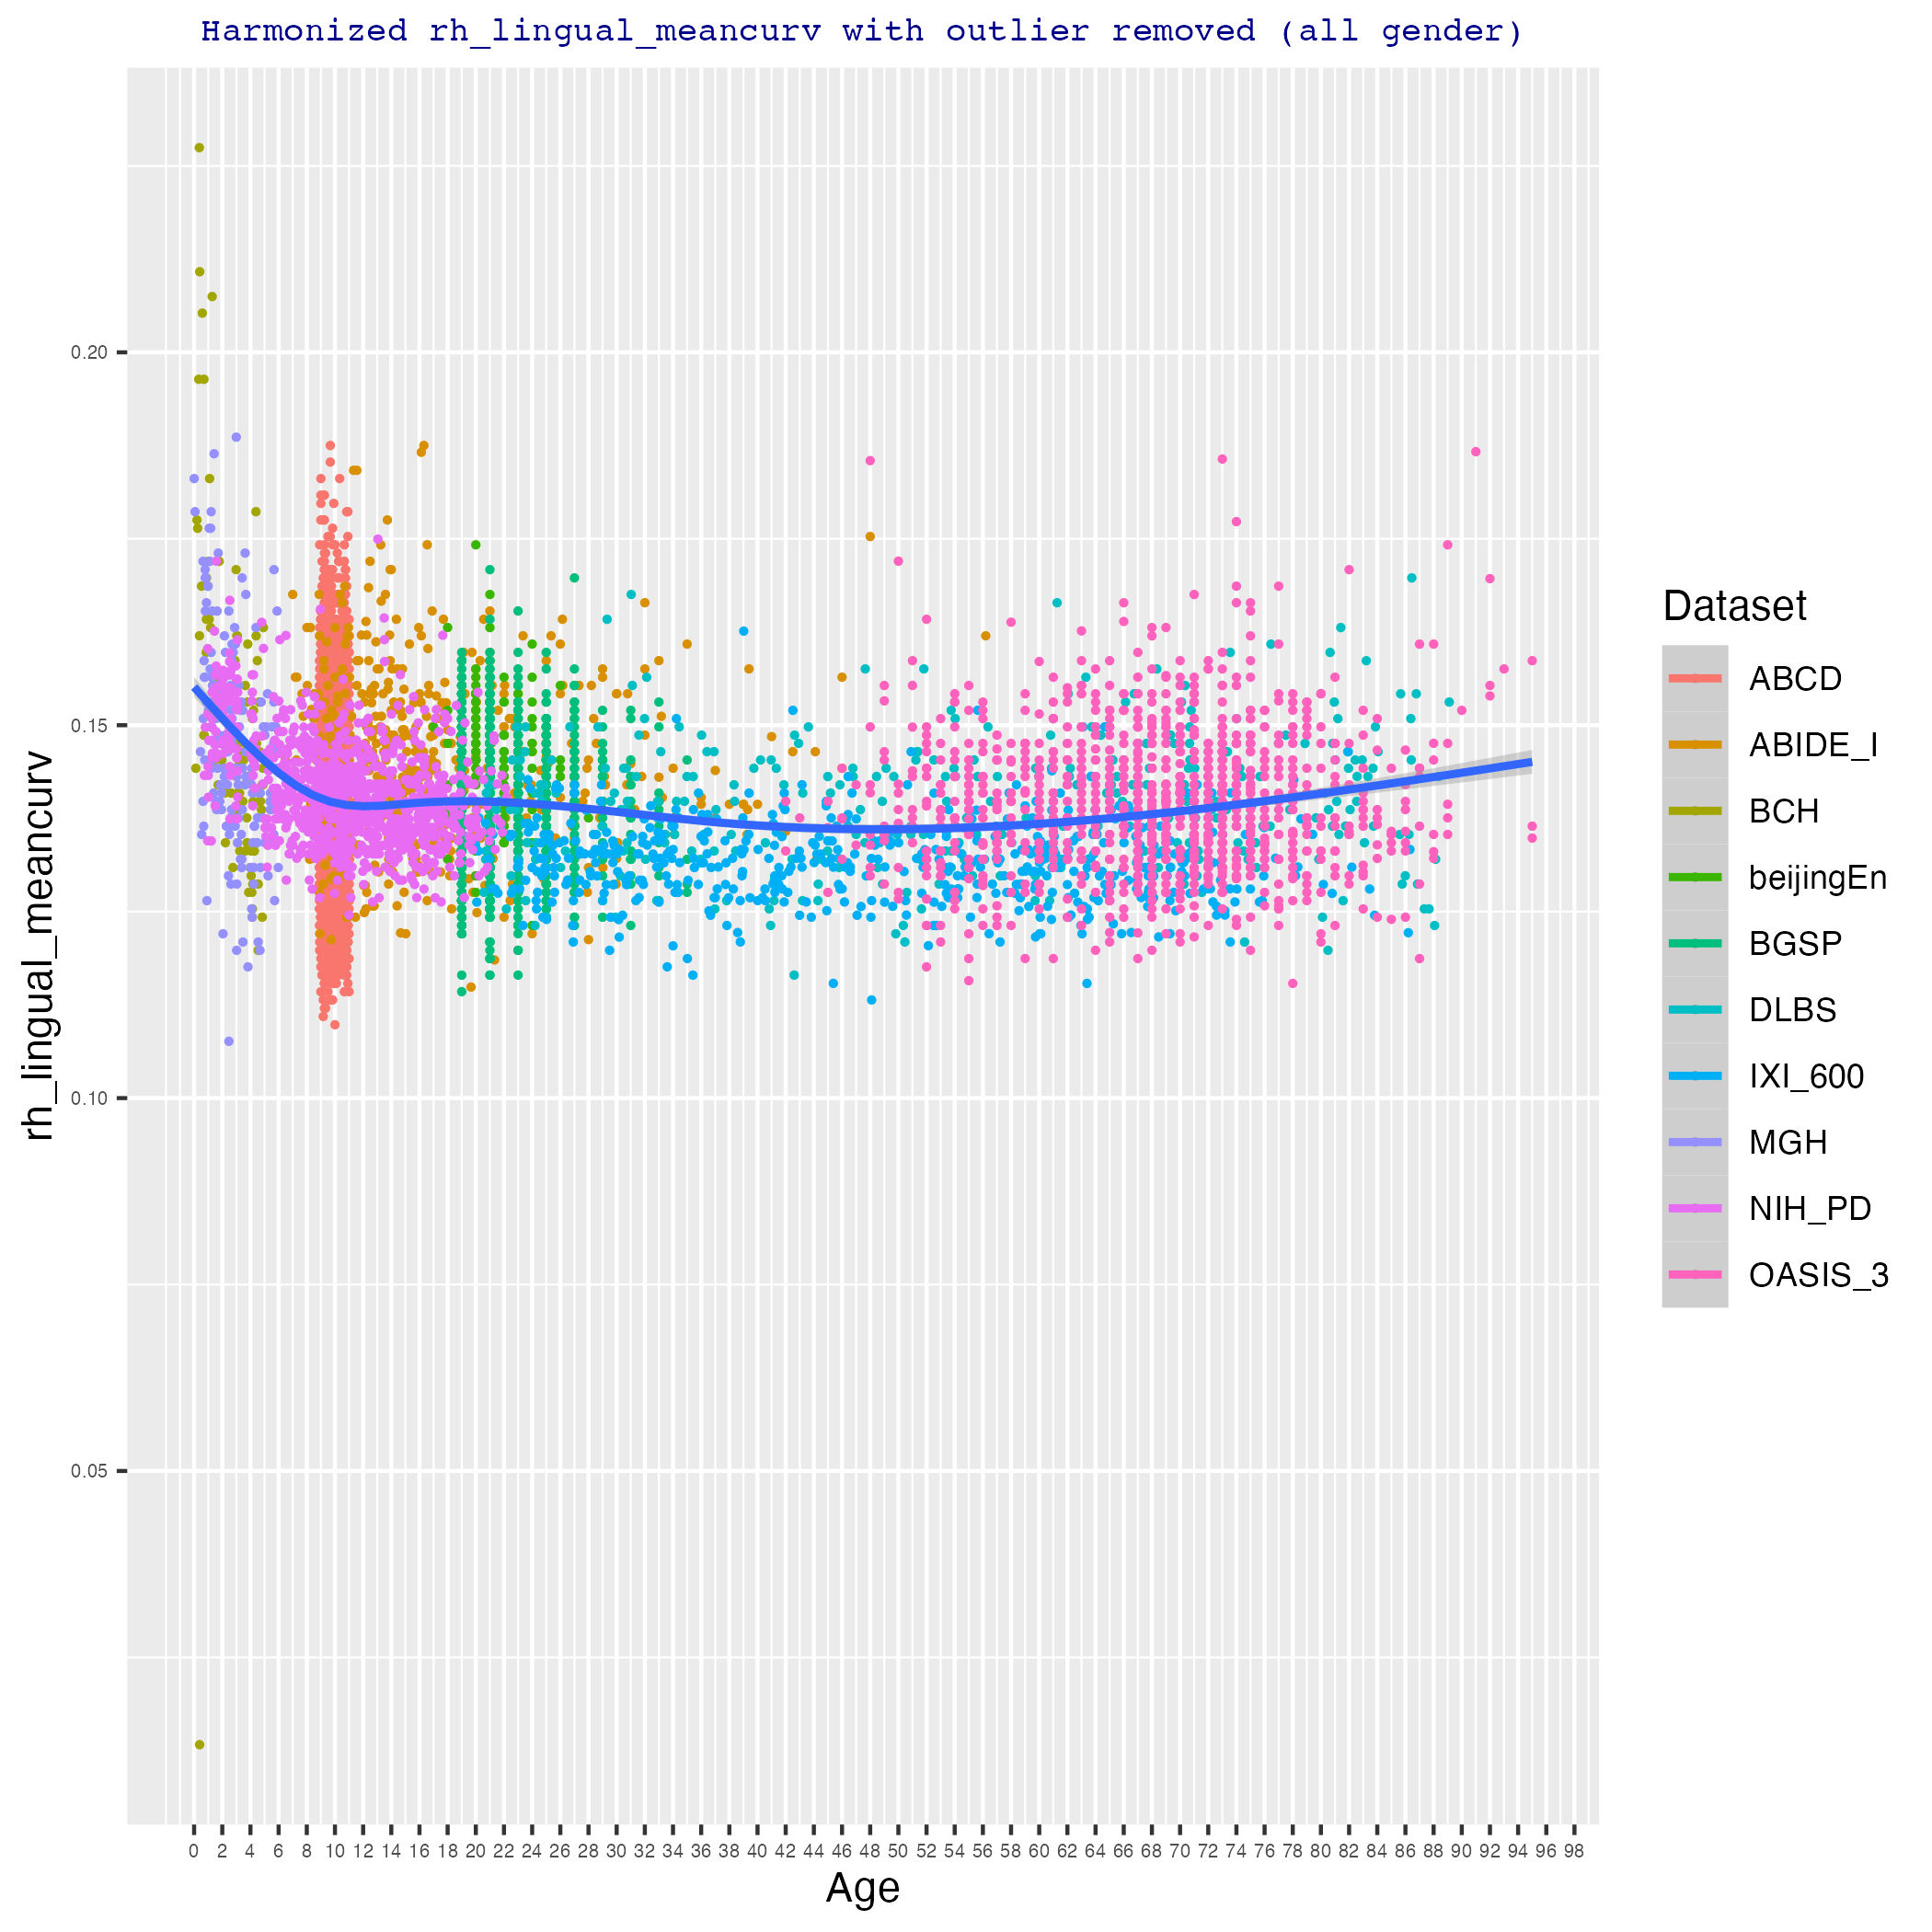 Harmonized rh_lingual_meancurv with outlier removed (all gender)
rh_lingual_meancurv
0.20
0.15
0.10
0.05
0 2 4 6 8 10 12 14 16 18 20 22 24 26 28 30 32 34 36 38 40 42 44 46 48 50 52 54 56 58 60 62 64 66 68 70 72 74 76 78 80 82 84 86 88 90 92 94 96 98
Age
Dataset
ABCD
ABIDE_I
BCH
beijingEn
BGSP
DLBS
IXI_600
MGH
NIH_PD
OASIS_3